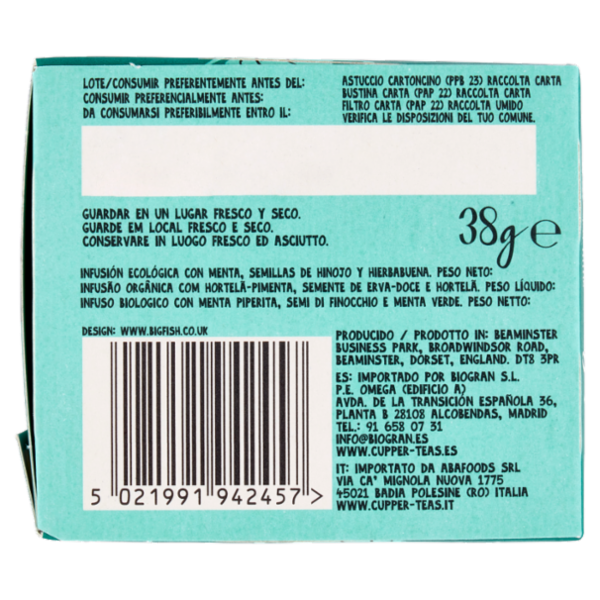 LOTE/CONSUMIR PREFERENTEMENTE ANTES DEL:
CONSUMIR PREFERENCIALMENTE ANTES:
DA CONSUMARSI PREFERIBILMENTE ENTRO IL:
ASTUCCIO CARTONCINO (PPB 23) RACCOLTA CARTA
BUSTINA CARTA (PAP 22) RACCOLTA CARTA
FILTRO CARTA (PAP 22) RACCOLTA UMIDO
VERIFICA LE DISPOSIZIONI DEL TUO COMUNE.
GUARDAR EN UN LUGAR FRESCO Y SECO.
GUARDE EM LOCAL FRESCO E SECO.
CONSERVARE IN LUOGO FRESCO ED ASCIUTTO.
38g e
INFUSIÓN ECOLÓGICA CON MENTA, SEMILLAS DE HINOJO Y HIERBABUENA. PESO NETO:
INFUSÃO ORGÂNICA COM HORTELÃ-PIMENTA, SEMENTE DE ERVA-DOCE E HORTELÃ. PESO LÍQUIDO:
INFUSO BIOLOGICO CON MENTA PIPERITA, SEMI DI FINOCCHIO E MENTA VERDE. PESO NETTO:
DESIGN: WWW.BIGFISH.CO.UK
5 021991 942457 >
PRODUCIDO / PRODOTTO IN: BEAMINSTER
BUSINESS PARK, BROADWINDSOR ROAD,
BEAMINSTER, DORSET, ENGLAND. DT8 3PR
ES: IMPORTADO POR BIOGRAN S.L.
P.E. OMEGA (EDIFICIO A)
AVDA. DE LA TRANSICIÓN ESPAÑOLA 36,
PLANTA B 28108 ALCOBENDAS, MADRID
TEL.: 91 658 07 31
INFO@BIOGRAN.ES
WWW.CUPPER-TEAS.ES
IT: IMPORTATO DA ABAFOODS SRL
VIA CA' MIGNOLA NUOVA 1775
45021 BADIA POLESINE (RO) ITALIA
WWW.CUPPER-TEAS.IT